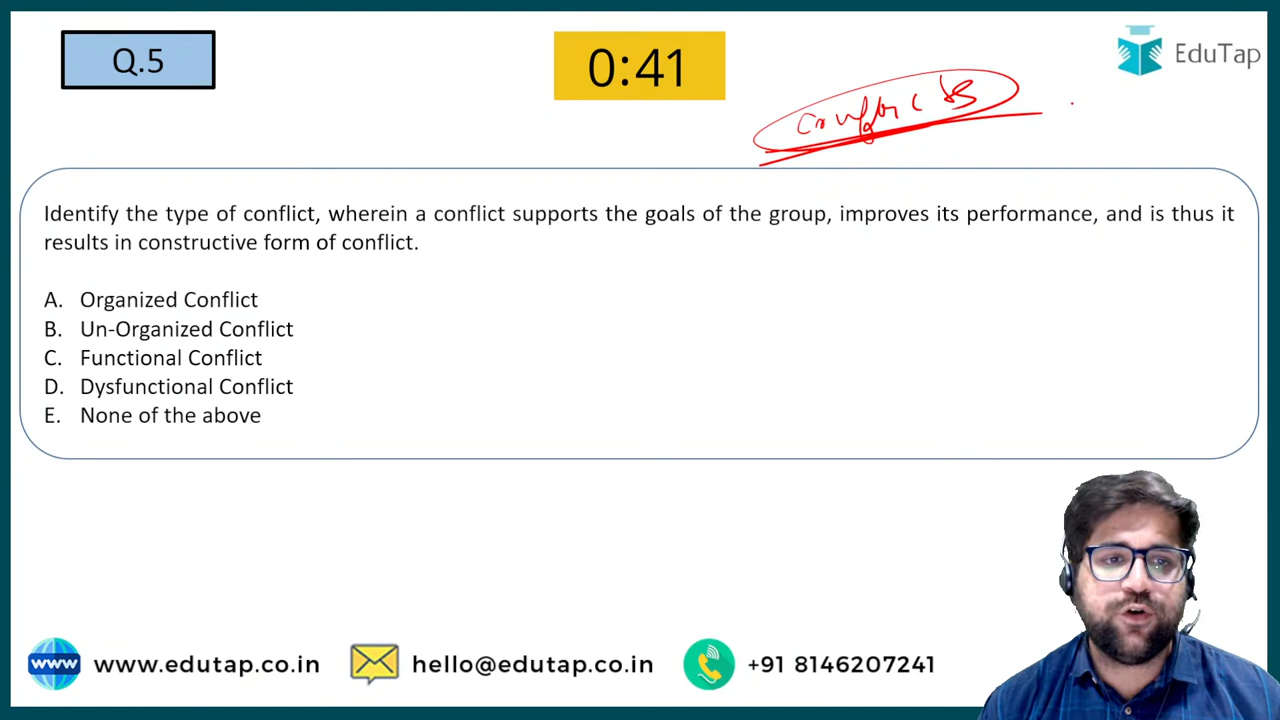 Q.5
0:41
EduTap
Identify the type of conflict, wherein a conflict supports the goals of the group, improves its performance, and is thus it
results in constructive form of conflict.
A. Organized Conflict
B. Un-Organized Conflict
C. Functional Conflict
D. Dysfunctional Conflict
E. None of the above
www www.edutap.co.in
hello@edutap.co.in
+91 8146207241